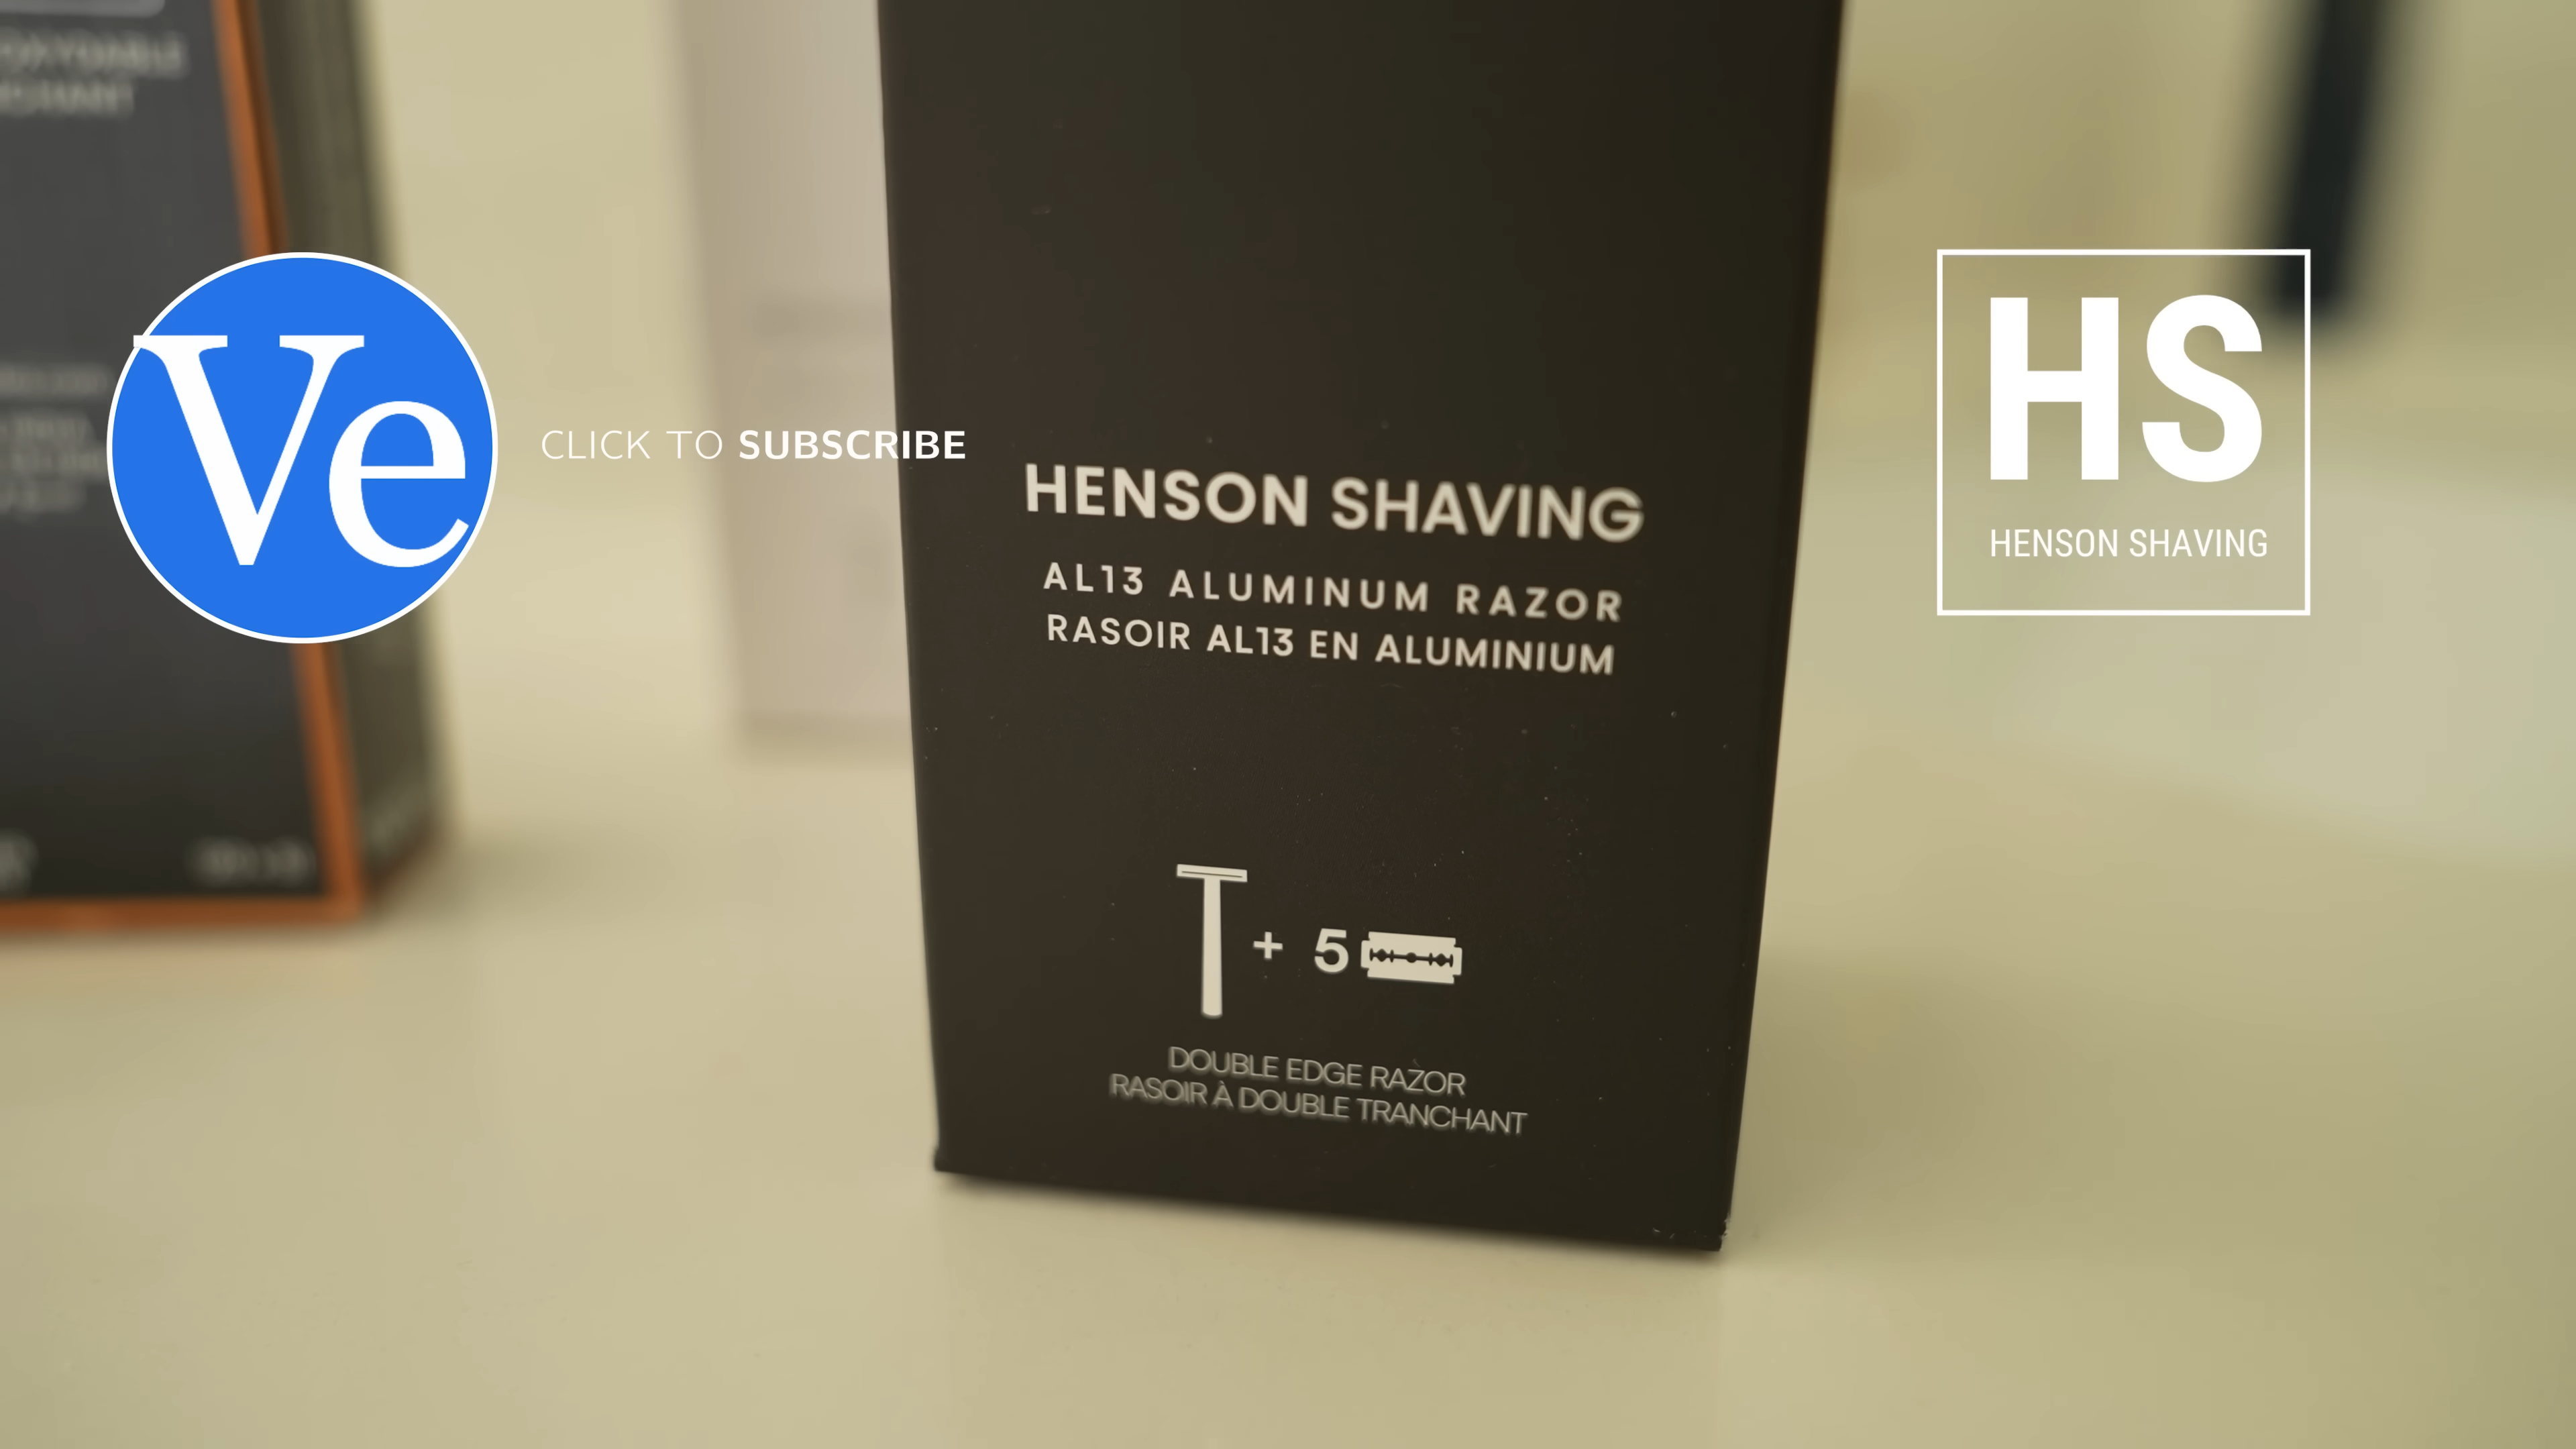 Ve
CLICK TO SUBSCRIBE
HENSON SHAVING
AL13 ALUMINUM RAZOR
RASOIR AL13 EN ALUMINIUM
+ 5
DOUBLE EDGE RAZOR
RASOIR À DOUBLE TRANCHANT
HS
HENSON SHAVING